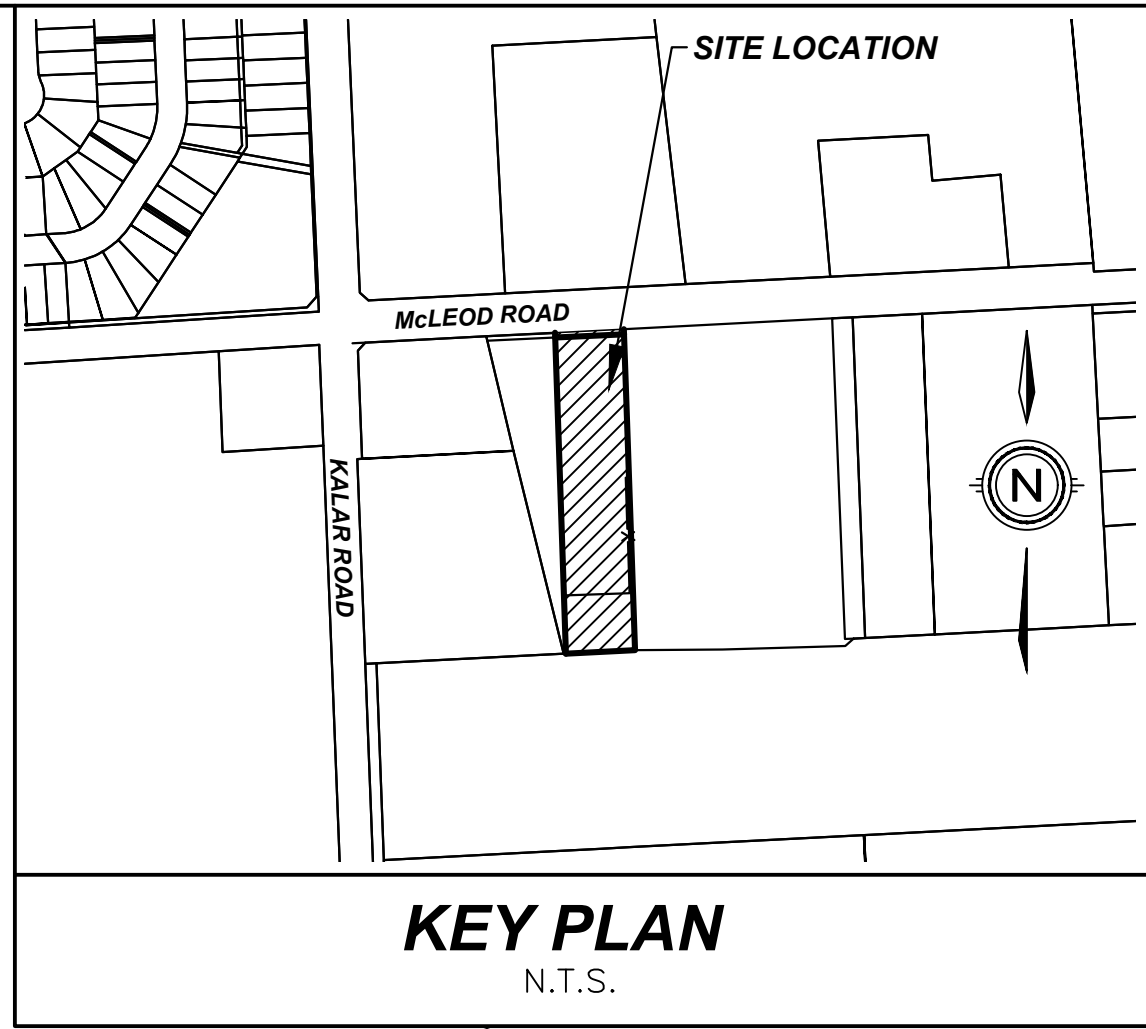 SITE LOCATION
McLEOD ROAD
KALAR ROAD
N
KEY PLAN
N.T.S.